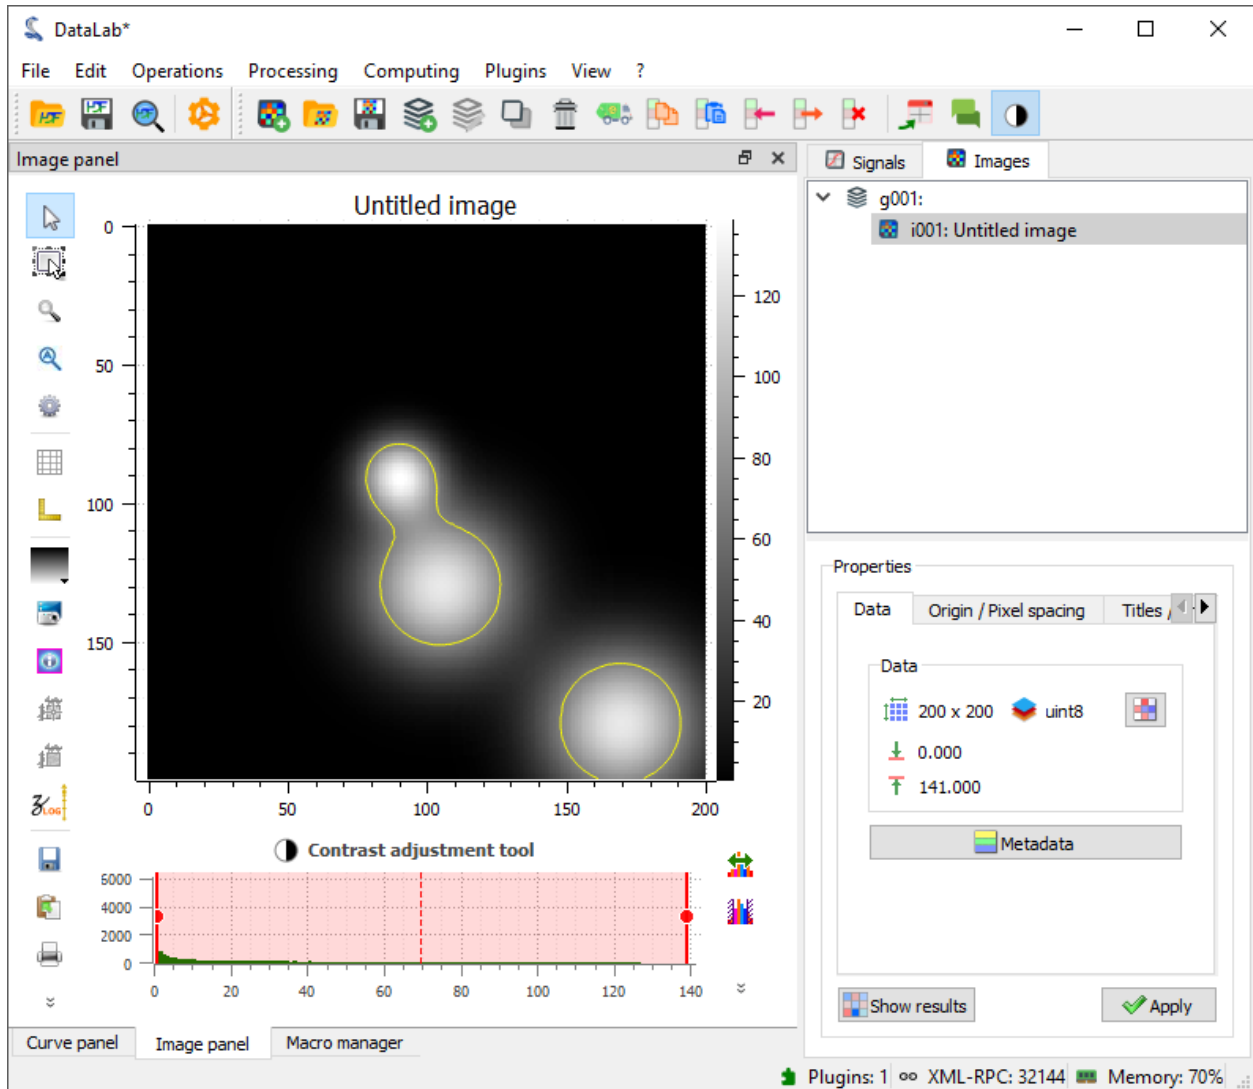 DataLab*
File Edit Operations Processing Computing Plugins View ?
Image panel
Signals
Images
g001:
i001: Untitled image
Untitled image
0
50
100
150
0
50
100
150
200
120
100
80
60
40
20
Contrast adjustment tool
6000
4000
2000
0
0
20
40
60
80
100
120
140
Properties
Data
Origin / Pixel spacing
Titles /
Data
200 x 200
uint8
0.000
141.000
Metadata
Show results
Apply
Curve panel
Image panel
Macro manager
Plugins: 1
XML-RPC: 32144
Memory: 70%